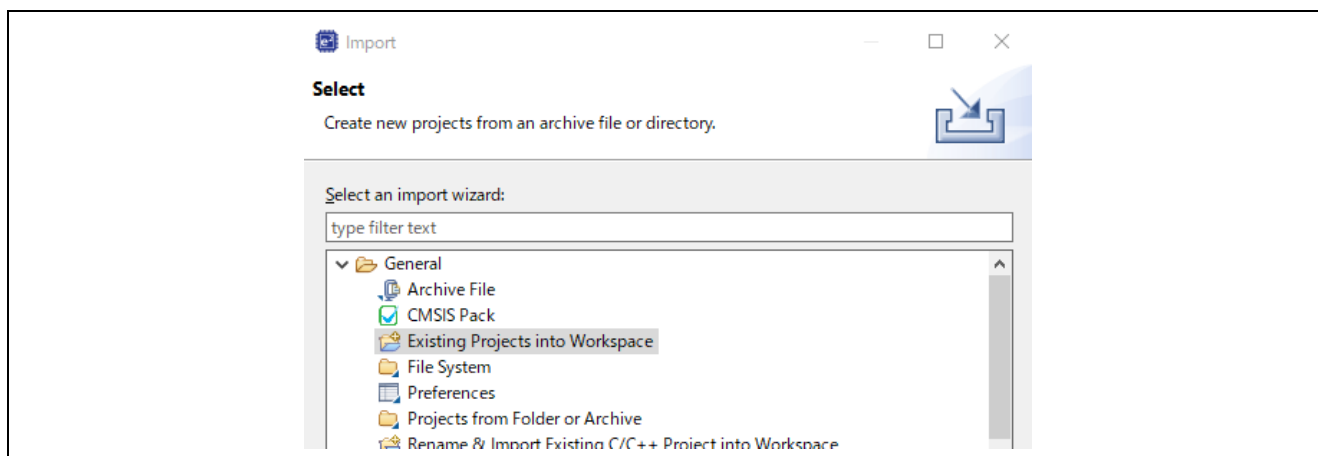 Import
Select
Create new projects from an archive file or directory.
Select an import wizard:
type filter text
General
Archive File
CMSIS Pack
Existing Projects into Workspace
File System
Preferences
Projects from Folder or Archive
Rename & Import Existing C/C++ Project into Workspace